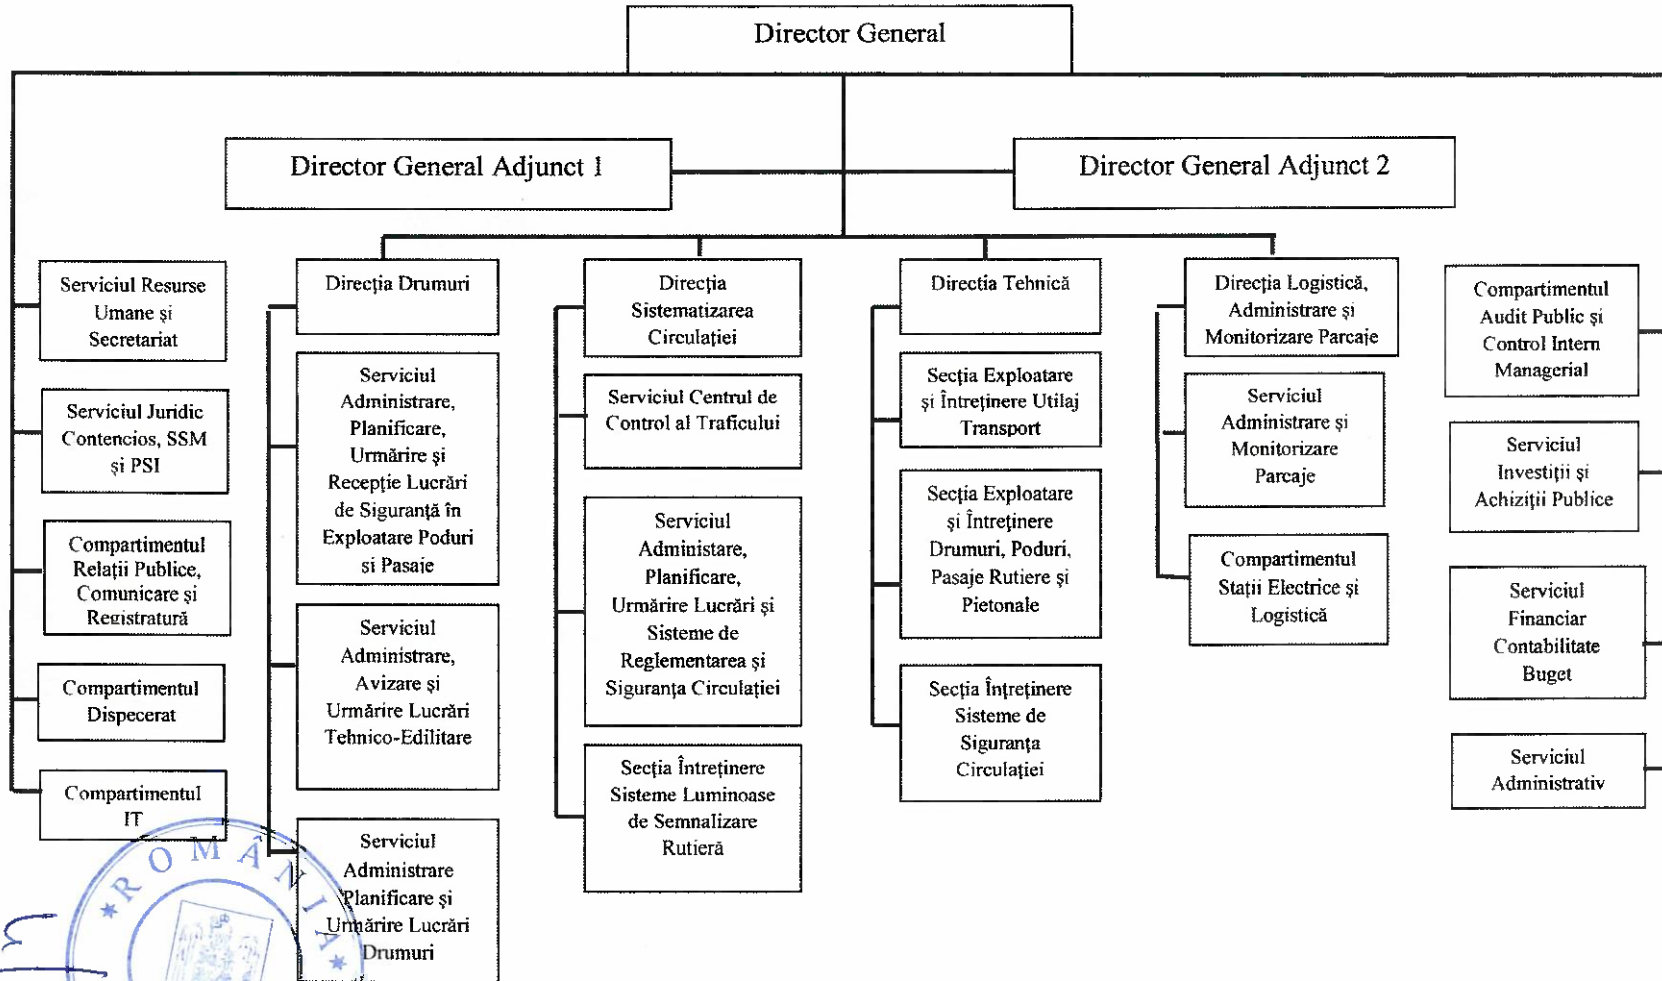 Director General
Director General Adjunct 1
Director General Adjunct 2
Serviciul Resurse
Umane și
Secretariat
Serviciul Juridic
Contencios, SSM
și PSI
Compartimentul
Relații Publice,
Comunicare și
Registratură
Compartimentul
Dispecerat
Compartimentul
IT
Direcția Drumuri
Serviciul
Administrare,
Planificare,
Urmărire și
Recepție Lucrări
de Siguranță în
Exploatare Poduri
si Pasaje
Serviciul
Administrare,
Avizare și
Urmărire Lucrări
Tehnico-Edilitare
Serviciul
Administrare
Planificare și
Urmărire Lucrări
Drumuri
Direcția
Sistematizarea
Circulației
Serviciul Centrul de
Control al Traficului
Serviciul
Administare,
Planificare,
Urmărire Lucrări și
Sisteme de
Reglementarea și
Siguranța Circulației
Secția Întreținere
Sisteme Luminoase
de Semnalizare
Rutieră
Directia Tehnică
Secția Exploatare
și Întreținere Utilaj
Transport
Secția Exploatare
și Întreținere
Drumuri, Poduri,
Pasaje Rutiere și
Pietonale
Secția Întreținere
Sisteme de
Siguranța
Circulației
Direcția Logistică,
Administrare și
Monitorizare Parcaje
Serviciul
Administrare și
Monitorizare
Parcaje
Compartimentul
Stații Electrice și
Logistică
Compartimentul
Audit Public și
Control Intern
Managerial
Serviciul
Investiții și
Achiziții Publice
Serviciul
Financiar
Contabilitate
Buget
Serviciul
Administrativ
ROMÂNIA